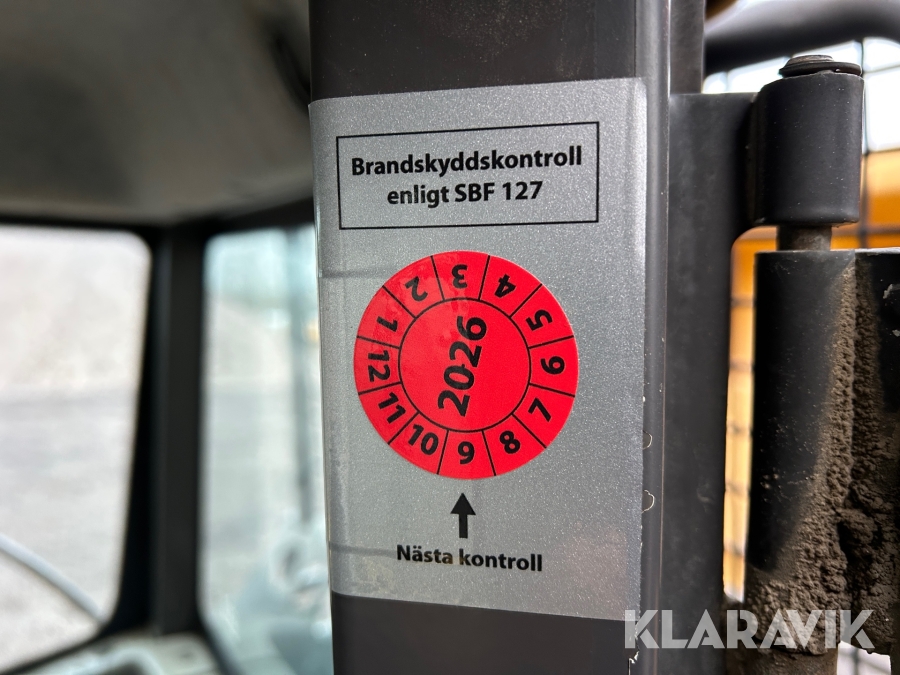 Brandskyddskontroll
enligt SBF 127
1 2 3 4 5 6 7 8 9 10 11 12
2026
Nästa kontroll
KLARAVIK